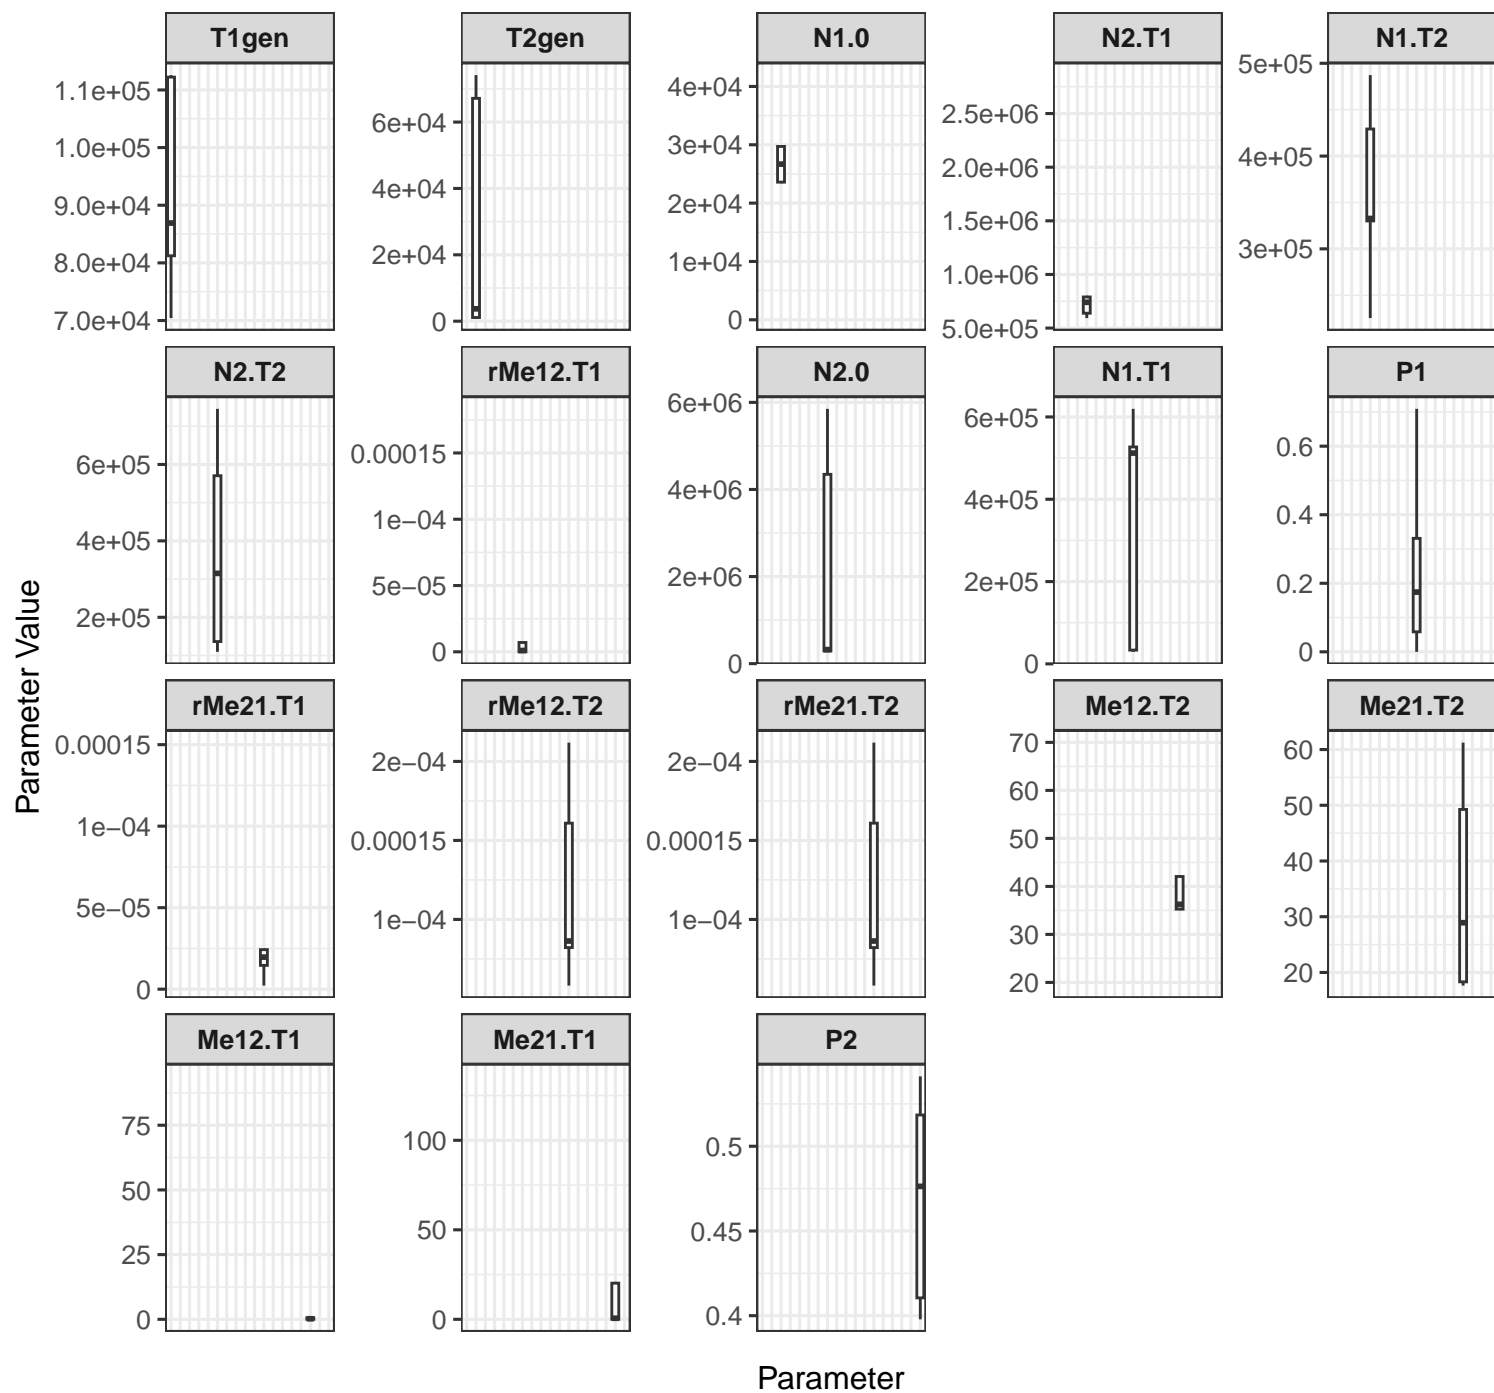 T1gen T2gen N1.0 N2.T1 N1.T2
1.1e+05
1.0e+05
9.0e+04
8.0e+04
7.0e+04
6e+04
4e+04
2e+04
0
4e+04
3e+04
2e+04
1e+04
0
2.5e+06
2.0e+06
1.5e+06
1.0e+06
5.0e+05
5e+05
4e+05
3e+05
N2.T2 rMe12.T1 N2.0 N1.T1 P1
6e+05
4e+05
2e+05
0.00015
1e−04
5e−05
0
6e+06
4e+06
2e+06
0
6e+05
4e+05
2e+05
0
0.6
0.4
0.2
0
rMe21.T1 rMe12.T2 rMe21.T2 Me12.T2 Me21.T2
0.00015
1e−04
5e−05
0
2e−04
0.00015
1e−04
2e−04
0.00015
1e−04
70
60
50
40
30
20
60
50
40
30
20
Me12.T1 Me21.T1 P2
75
50
25
0
100
50
0
0.5
0.45
0.4
Parameter Value
Parameter